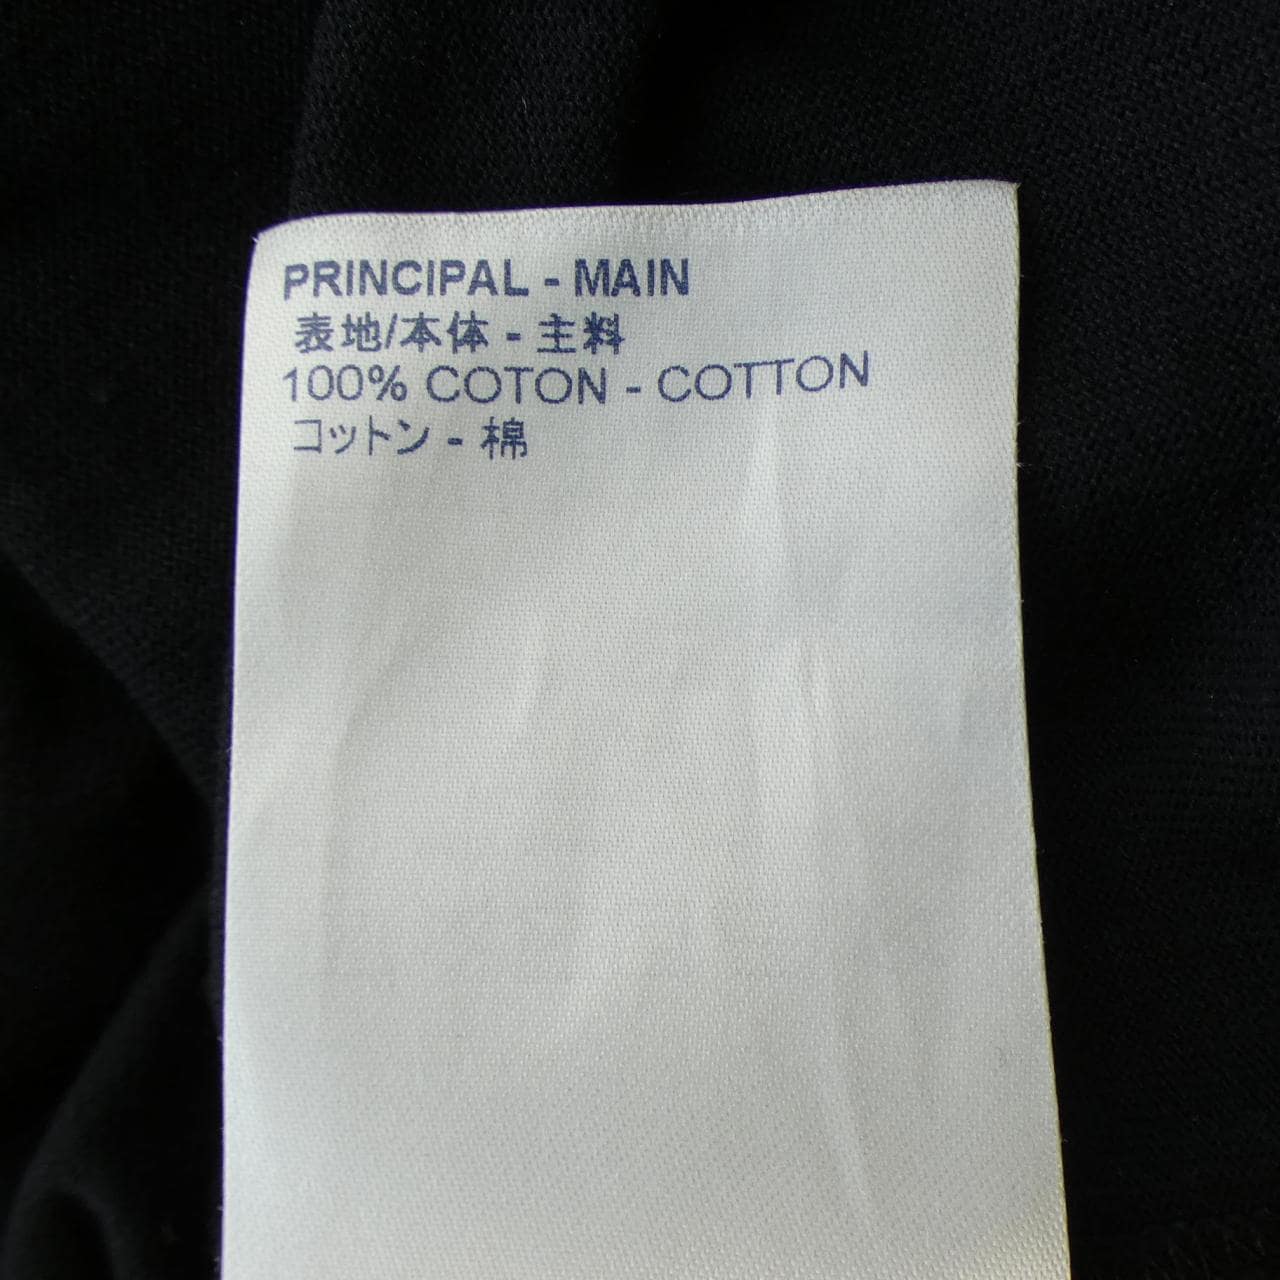 PRINCIPAL - MAIN
表地/本体 - 主料
100% COTON - COTTON
コットン - 棉